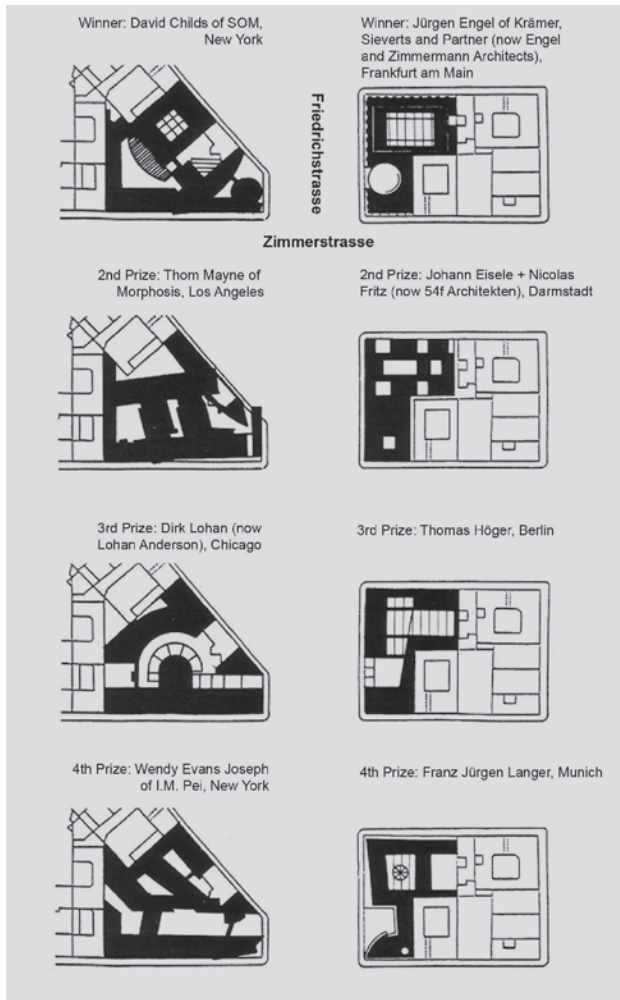 Winner: David Childs of SOM,
New York
Winner: Jürgen Engel of Krämer,
Sieverts and Partner (now Engel
and Zimmermann Architects),
Frankfurt am Main
Friedrichstrasse
Zimmerstrasse
2nd Prize: Thom Mayne of
Morphosis, Los Angeles
2nd Prize: Johann Eisele + Nicolas
Fritz (now 54f Architekten), Darmstadt
3rd Prize: Dirk Lohan (now
Lohan Anderson), Chicago
3rd Prize: Thomas Höger, Berlin
4th Prize: Wendy Evans Joseph
of I.M. Pei, New York
4th Prize: Franz Jürgen Langer, Munich